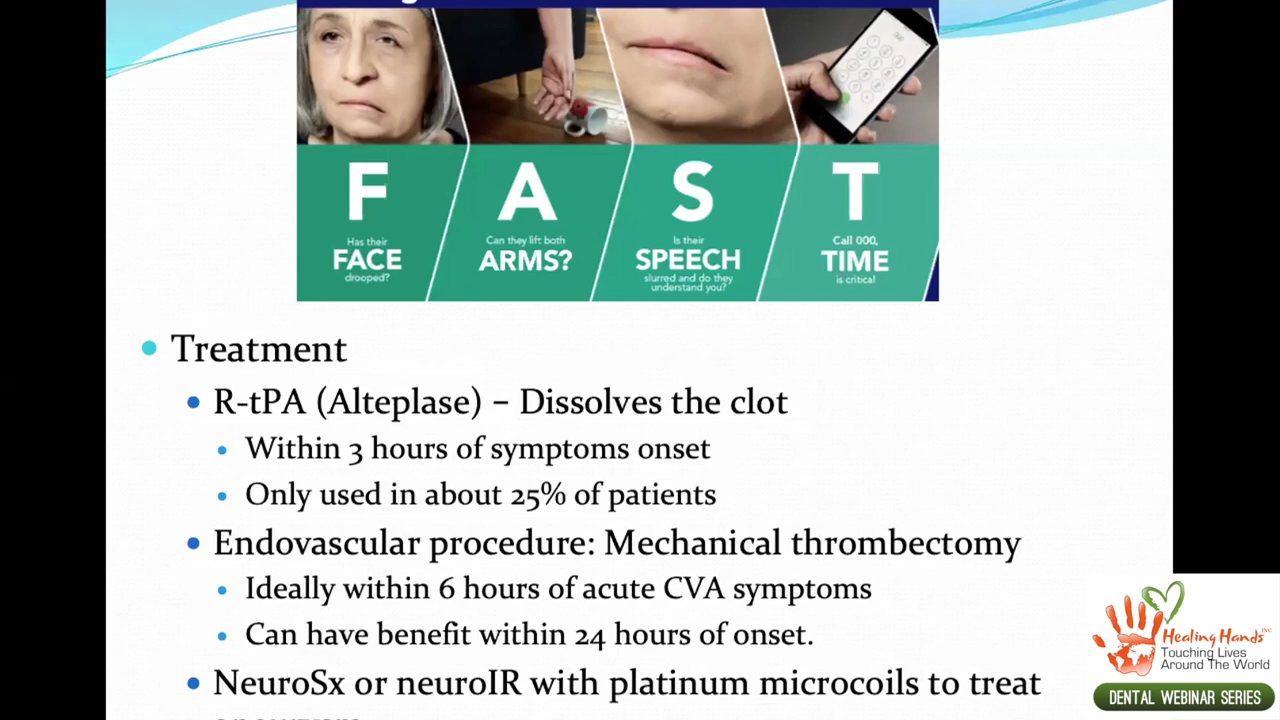 F
A
S
T
Has their
FACE
drooped?
Can they lift both
ARMS?
Is their
SPEECH
slurred and do they
understand you?
Call 000,
TIME
is critical
• Treatment
• R-tPA (Alteplase) – Dissolves the clot
• Within 3 hours of symptoms onset
• Only used in about 25% of patients
• Endovascular procedure: Mechanical thrombectomy
• Ideally within 6 hours of acute CVA symptoms
• Can have benefit within 24 hours of onset.
• NeuroSx or neuroIR with platinum microcoils to treat
Healing Hands INC
Touching Lives
Around The World
DENTAL WEBINAR SERIES